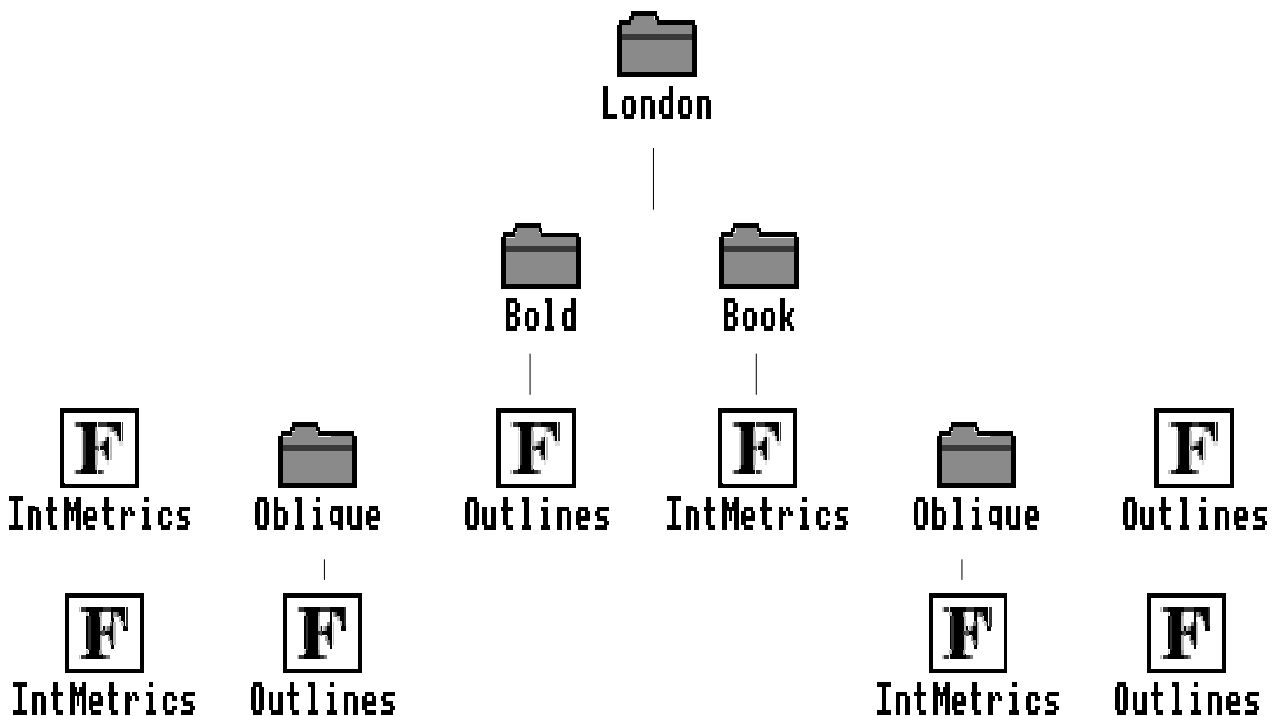 London
Bold Book
IntMetrics Oblique Outlines IntMetrics Oblique Outlines
IntMetrics Outlines IntMetrics Outlines